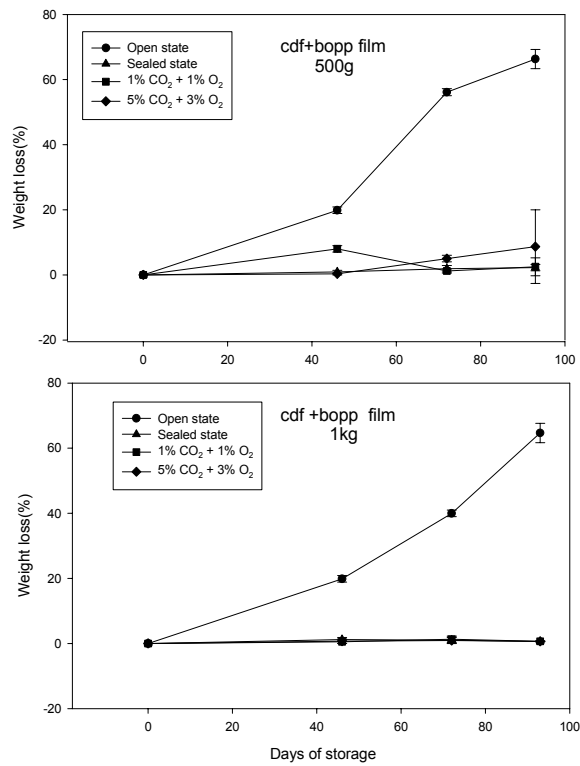 cdf+bopp film
500g
Open state
Sealed state
1% CO₂ + 1% O₂
5% CO₂ + 3% O₂
Weight loss(%)
80
60
40
20
0
-20
0 20 40 60 80 100
cdf +bopp film
1kg
Open state
Sealed state
1% CO₂ + 1% O₂
5% CO₂ + 3% O₂
Weight loss(%)
80
60
40
20
0
-20
0 20 40 60 80 100
Days of storage